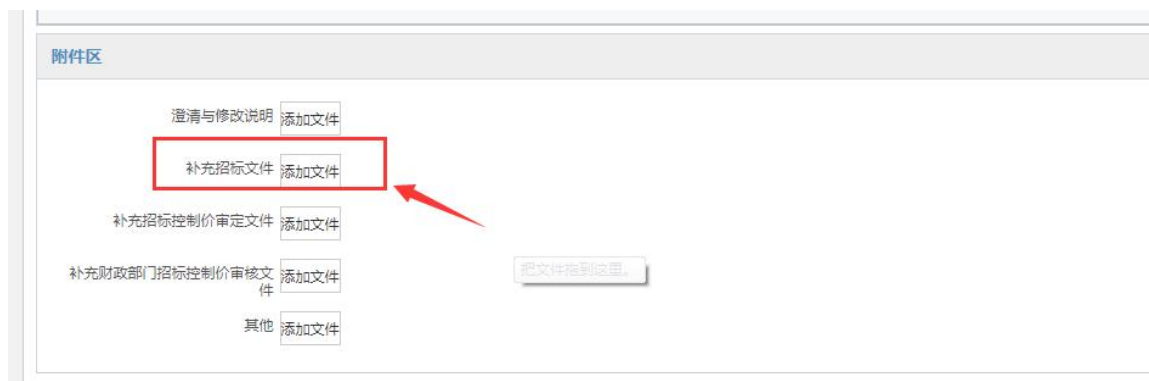 附件区
澄清与修改说明 添加文件
补充招标文件 添加文件
补充招标控制价审定文件 添加文件
补充财政部门招标控制价审核文
件 添加文件
把文件拖到这里。
其他 添加文件